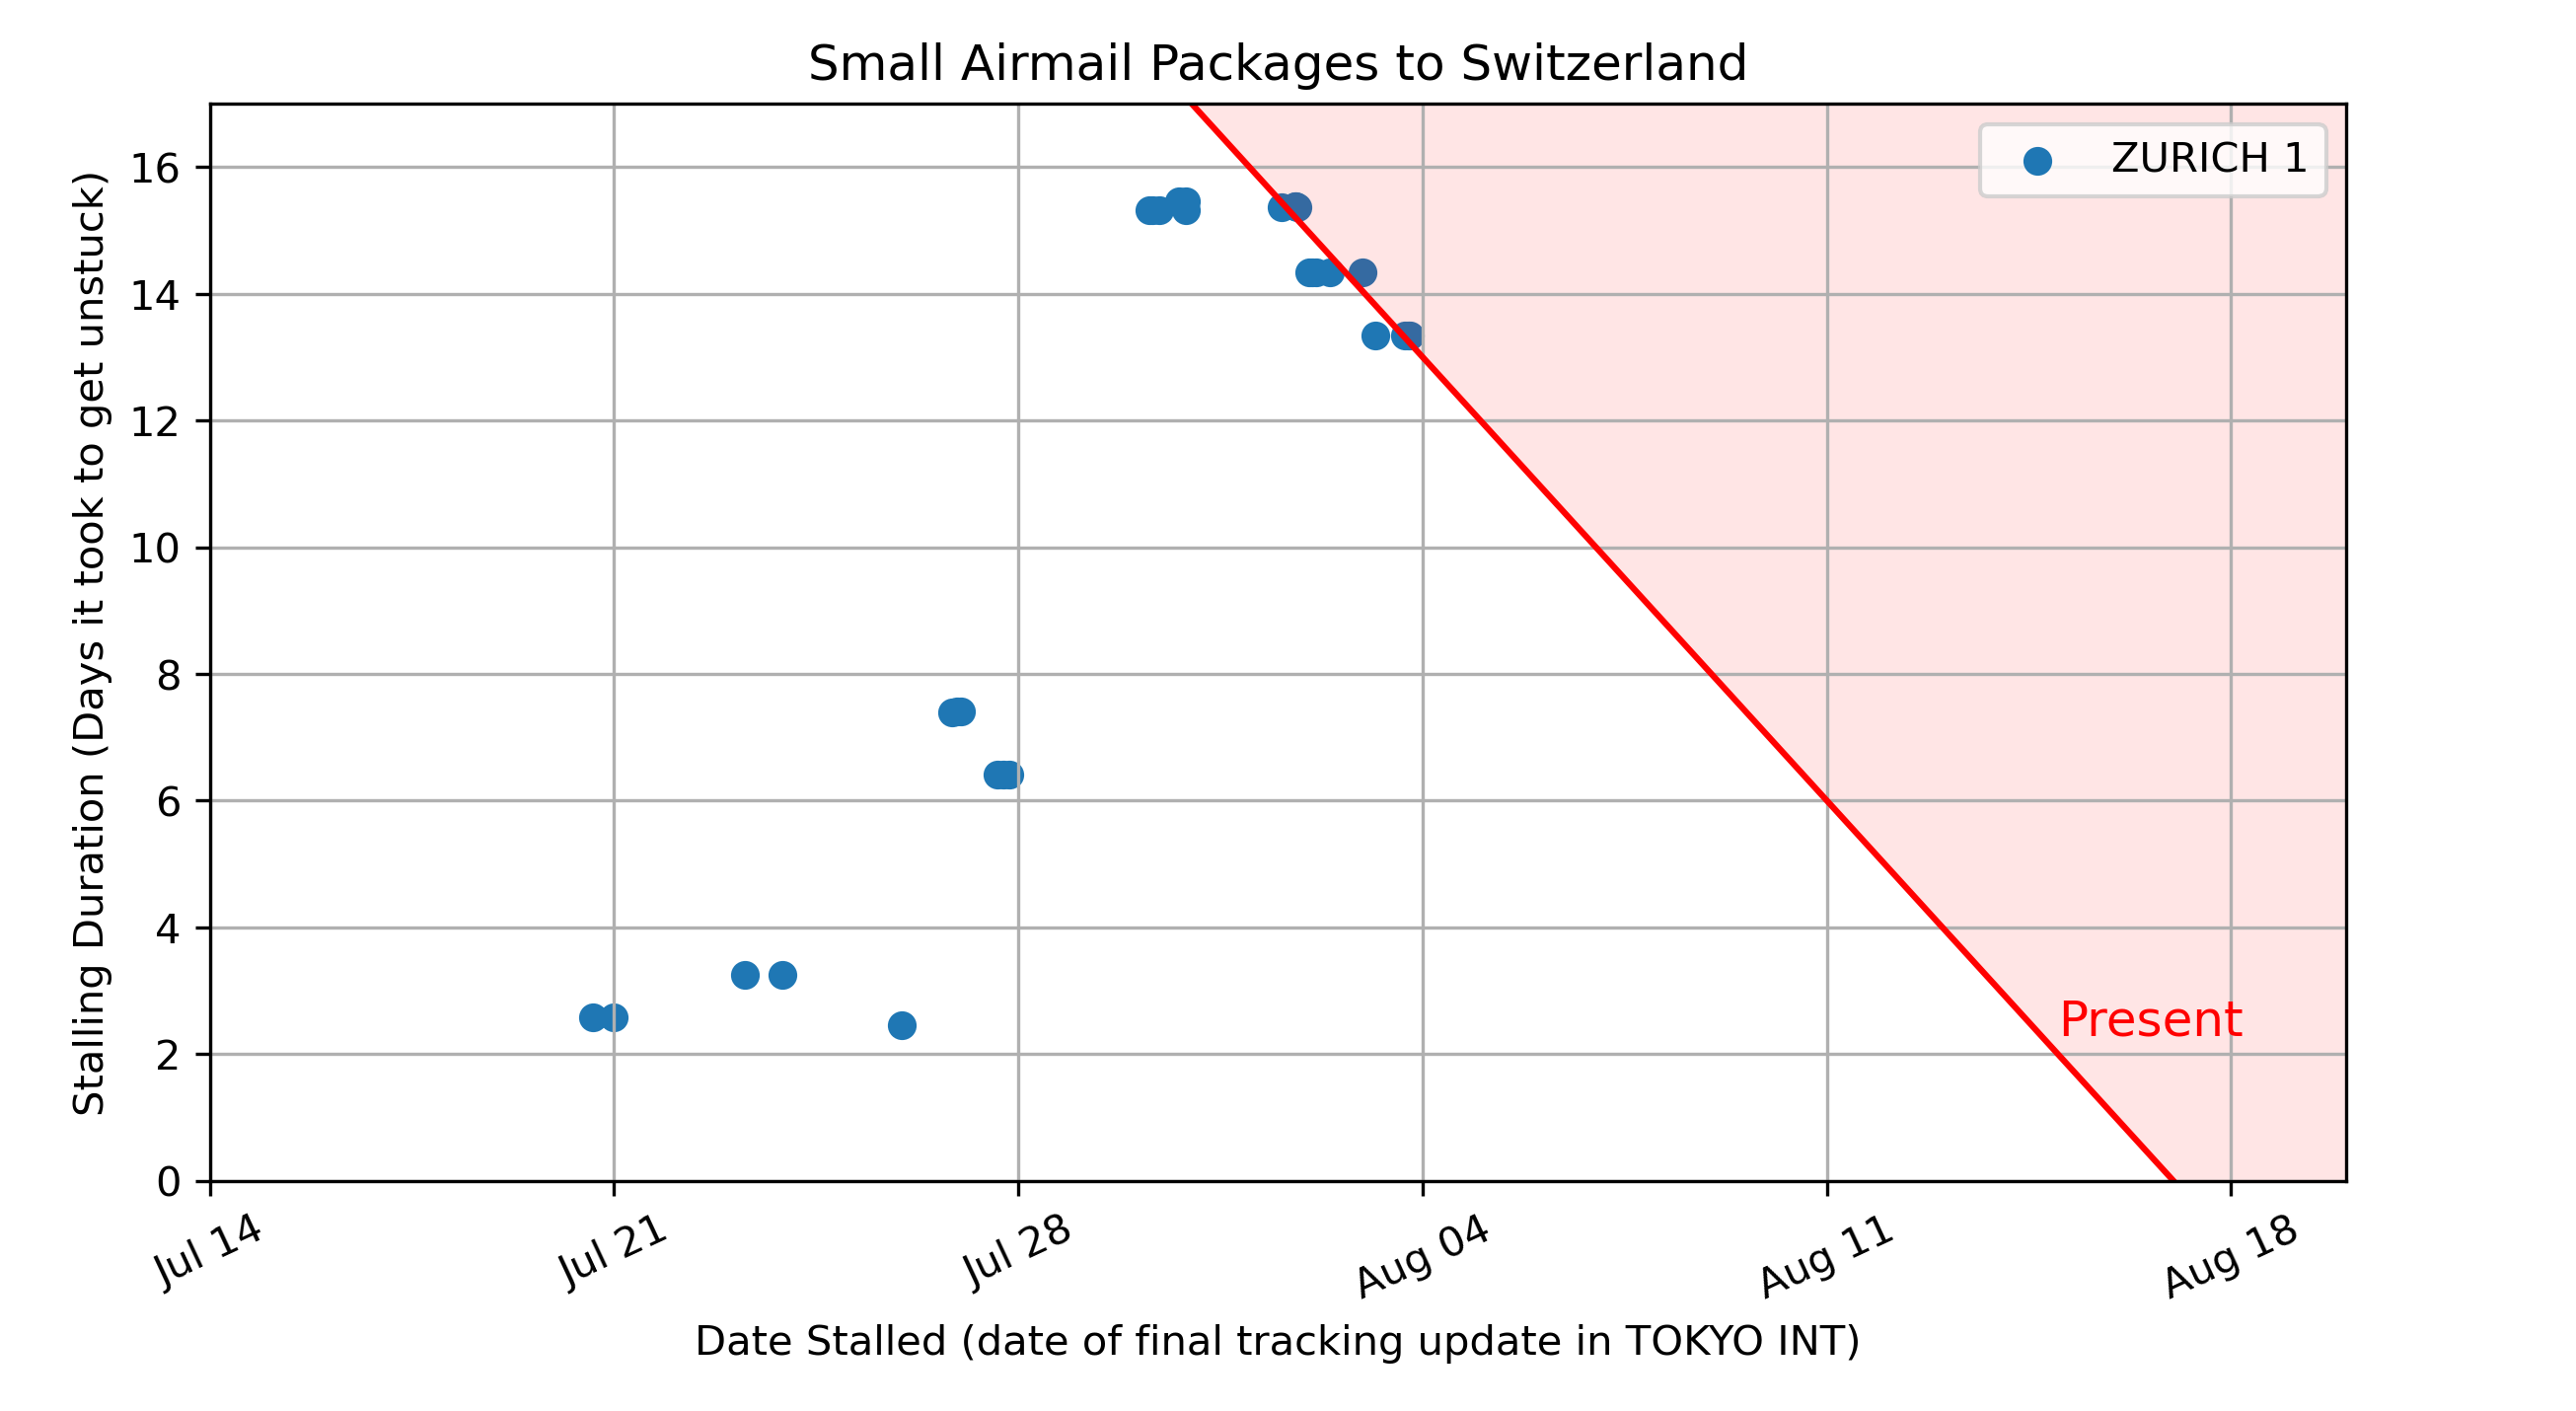 Small Airmail Packages to Switzerland
ZURICH 1
Stalling Duration (Days it took to get unstuck)
16
14
12
10
8
6
4
2
0
Present
Jul 14
Jul 21
Jul 28
Aug 04
Aug 11
Aug 18
Date Stalled (date of final tracking update in TOKYO INT)